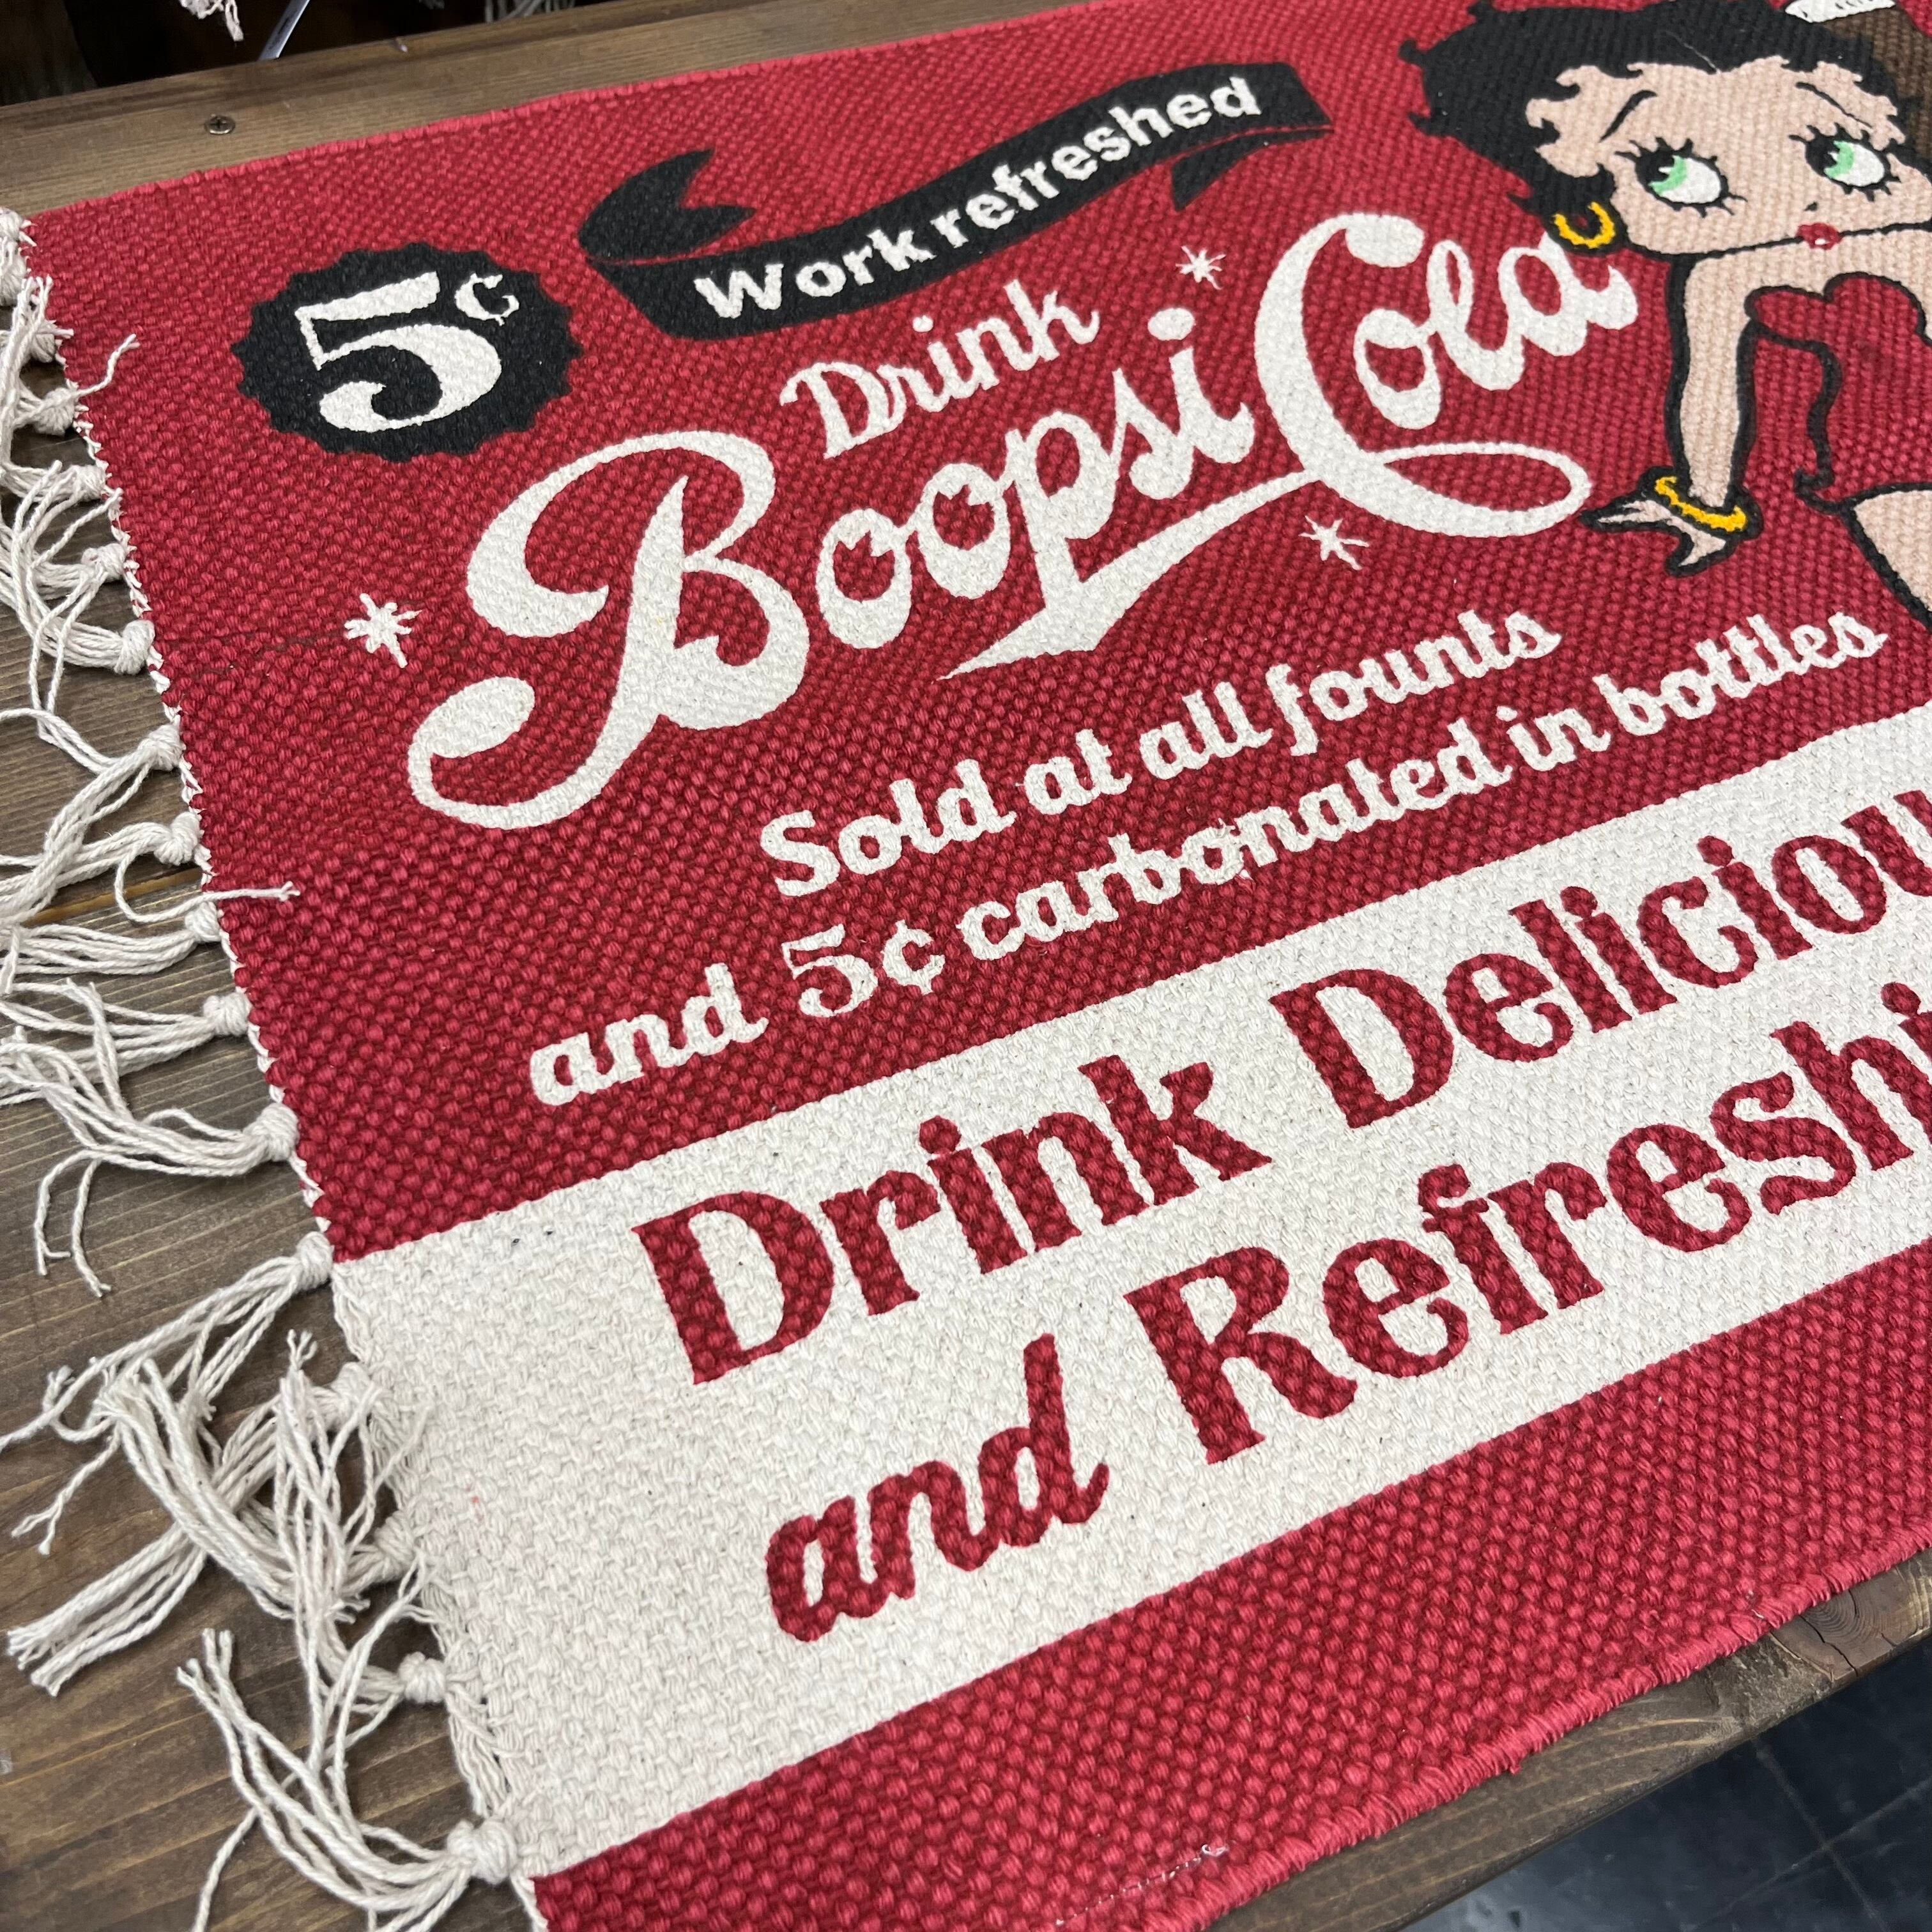 5¢
Work refreshed
Drink
Boopsi Cola
Sold at all founts
and 5¢ carbonated in bottles
Drink Deliciou
and Refreshi